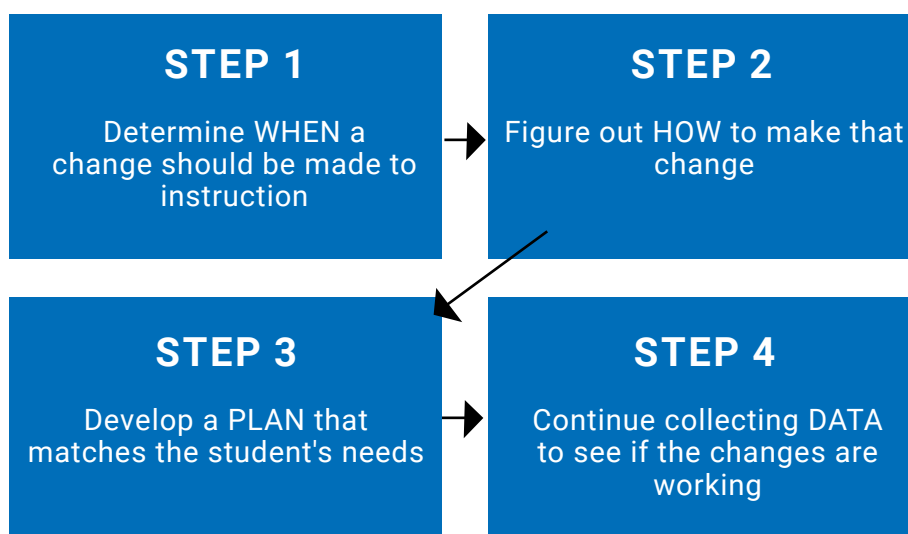 STEP 1
Determine WHEN a
change should be made to
instruction
STEP 2
Figure out HOW to make that
change
STEP 3
Develop a PLAN that
matches the student's needs
STEP 4
Continue collecting DATA
to see if the changes are
working